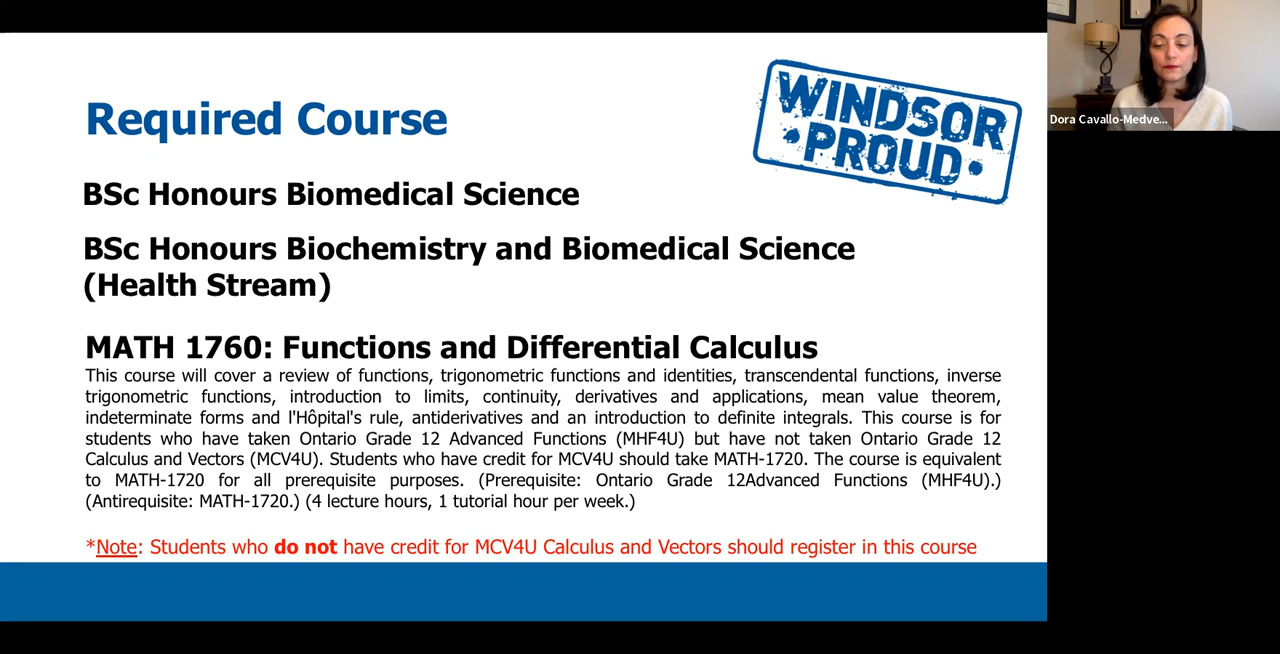 Required Course
WINDSOR
•PROUD•
BSc Honours Biomedical Science
BSc Honours Biochemistry and Biomedical Science
(Health Stream)
MATH 1760: Functions and Differential Calculus
This course will cover a review of functions, trigonometric functions and identities, transcendental functions, inverse
trigonometric functions, introduction to limits, continuity, derivatives and applications, mean value theorem,
indeterminate forms and l'Hôpital's rule, antiderivatives and an introduction to definite integrals. This course is for
students who have taken Ontario Grade 12 Advanced Functions (MHF4U) but have not taken Ontario Grade 12
Calculus and Vectors (MCV4U). Students who have credit for MCV4U should take MATH-1720. The course is equivalent
to MATH-1720 for all prerequisite purposes. (Prerequisite: Ontario Grade 12Advanced Functions (MHF4U).)
(Antirequisite: MATH-1720.) (4 lecture hours, 1 tutorial hour per week.)
*Note: Students who do not have credit for MCV4U Calculus and Vectors should register in this course
Dora Cavallo-Medve...